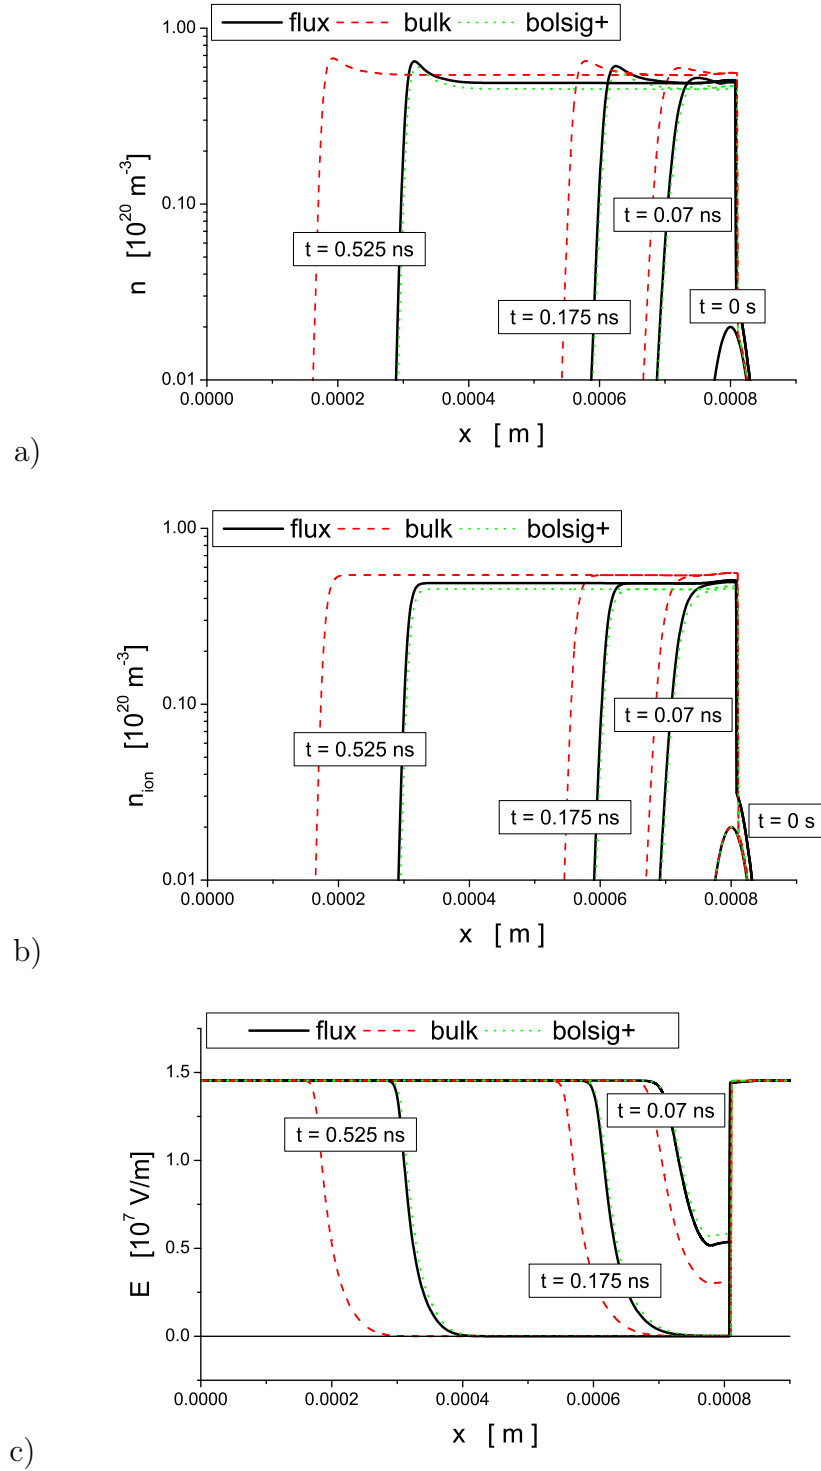 flux bulk bolsig+
1.00
0.10
0.01
n [10^20 m^-3]
t = 0.525 ns
t = 0.175 ns
t = 0.07 ns
t = 0 s
0.0000 0.0002 0.0004 0.0006 0.0008
x [ m ]
a)
flux bulk bolsig+
1.00
0.10
0.01
n_ion [10^20 m^-3]
t = 0.525 ns
t = 0.175 ns
t = 0.07 ns
t = 0 s
0.0000 0.0002 0.0004 0.0006 0.0008
x [ m ]
b)
flux bulk bolsig+
1.5
1.0
0.5
0.0
E [10^7 V/m]
t = 0.525 ns
t = 0.07 ns
t = 0.175 ns
0.0000 0.0002 0.0004 0.0006 0.0008
x [ m ]
c)